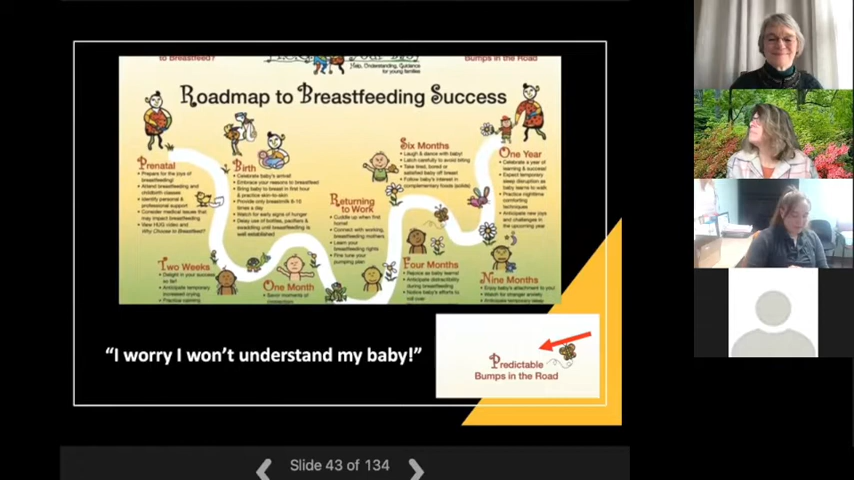 to Breastfeed?
Bumps in the Road
Help, Understanding, Guidance
for young families
Roadmap to Breastfeeding Success
Prenatal
• Prepare for the joys of
breastfeeding!
• Attend breastfeeding and
childbirth classes
• Identify personal &
professional support
• Consider medical issues that
may impact breastfeeding
• View HUG video and
Why Choose to Breastfeed?
Birth
• Celebrate baby's arrival!
• Embrace your resources to breastfeed
• Bring baby to breast in first hour
& practice skin-to-skin
• Provide only breastmilk 8-10
times a day
• Watch for early signs of hunger
• Delay use of bottles, pacifiers &
swaddling until breastfeeding is
well established
Two Weeks
• Delight in your success
so far!
• Anticipate temporary
increased crying
• Practice calming
One Month
• Savor moments of
Returning
to Work
• Cuddle up when first
home!
• Connect with working,
breastfeeding mothers
• Learn your
breastfeeding rights
• Fine tune your
pumping plan
Four Months
• Rejoice as baby learns!
• Anticipate distractibility
during breastfeeding
• Notice baby's efforts to
roll over
Six Months
• Laugh & dance with baby!
• Latch carefully to avoid biting
• Take tired, bored or
satisfied baby off breast
• Follow baby's interest in
complementary foods (solids)
Nine Months
• Enjoy baby's attachment to you!
• Watch for stranger anxiety
• Anticipate temporary sleep
One Year
• Celebrate a year
of learning &
success!
• Expect temporary
sleep disruption as
baby learns to walk
• Practice nighttime
comforting
techniques
• Anticipate new joys
and challenges in
the upcoming year
"I worry I won't understand my baby!"
Predictable
Bumps in the Road
Slide 43 of 134